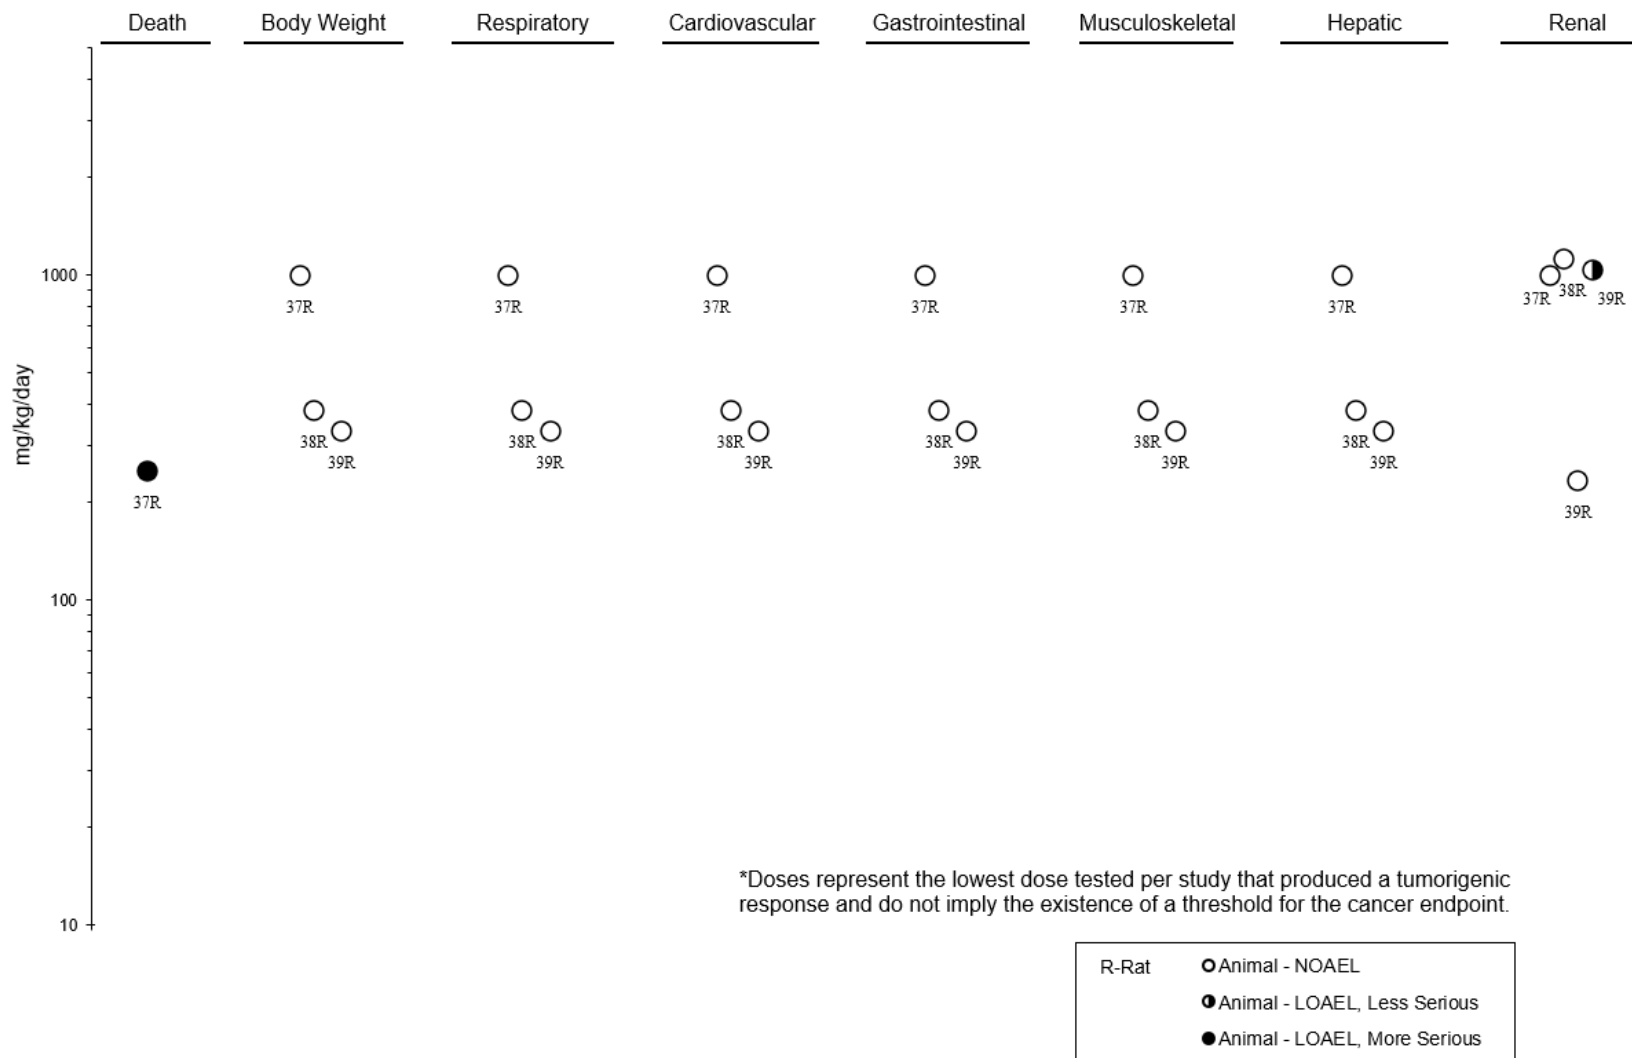 Death Body Weight Respiratory Cardiovascular Gastrointestinal Musculoskeletal Hepatic Renal
1000
37R 37R 37R 37R 37R 37R 37R 38R 39R
mg/kg/day
38R 38R 38R 38R 38R 38R
39R 39R 39R 39R 39R 39R
37R
39R
100
10
*Doses represent the lowest dose tested per study that produced a tumorigenic
response and do not imply the existence of a threshold for the cancer endpoint.
R-Rat Animal - NOAEL
Animal - LOAEL, Less Serious
Animal - LOAEL, More Serious